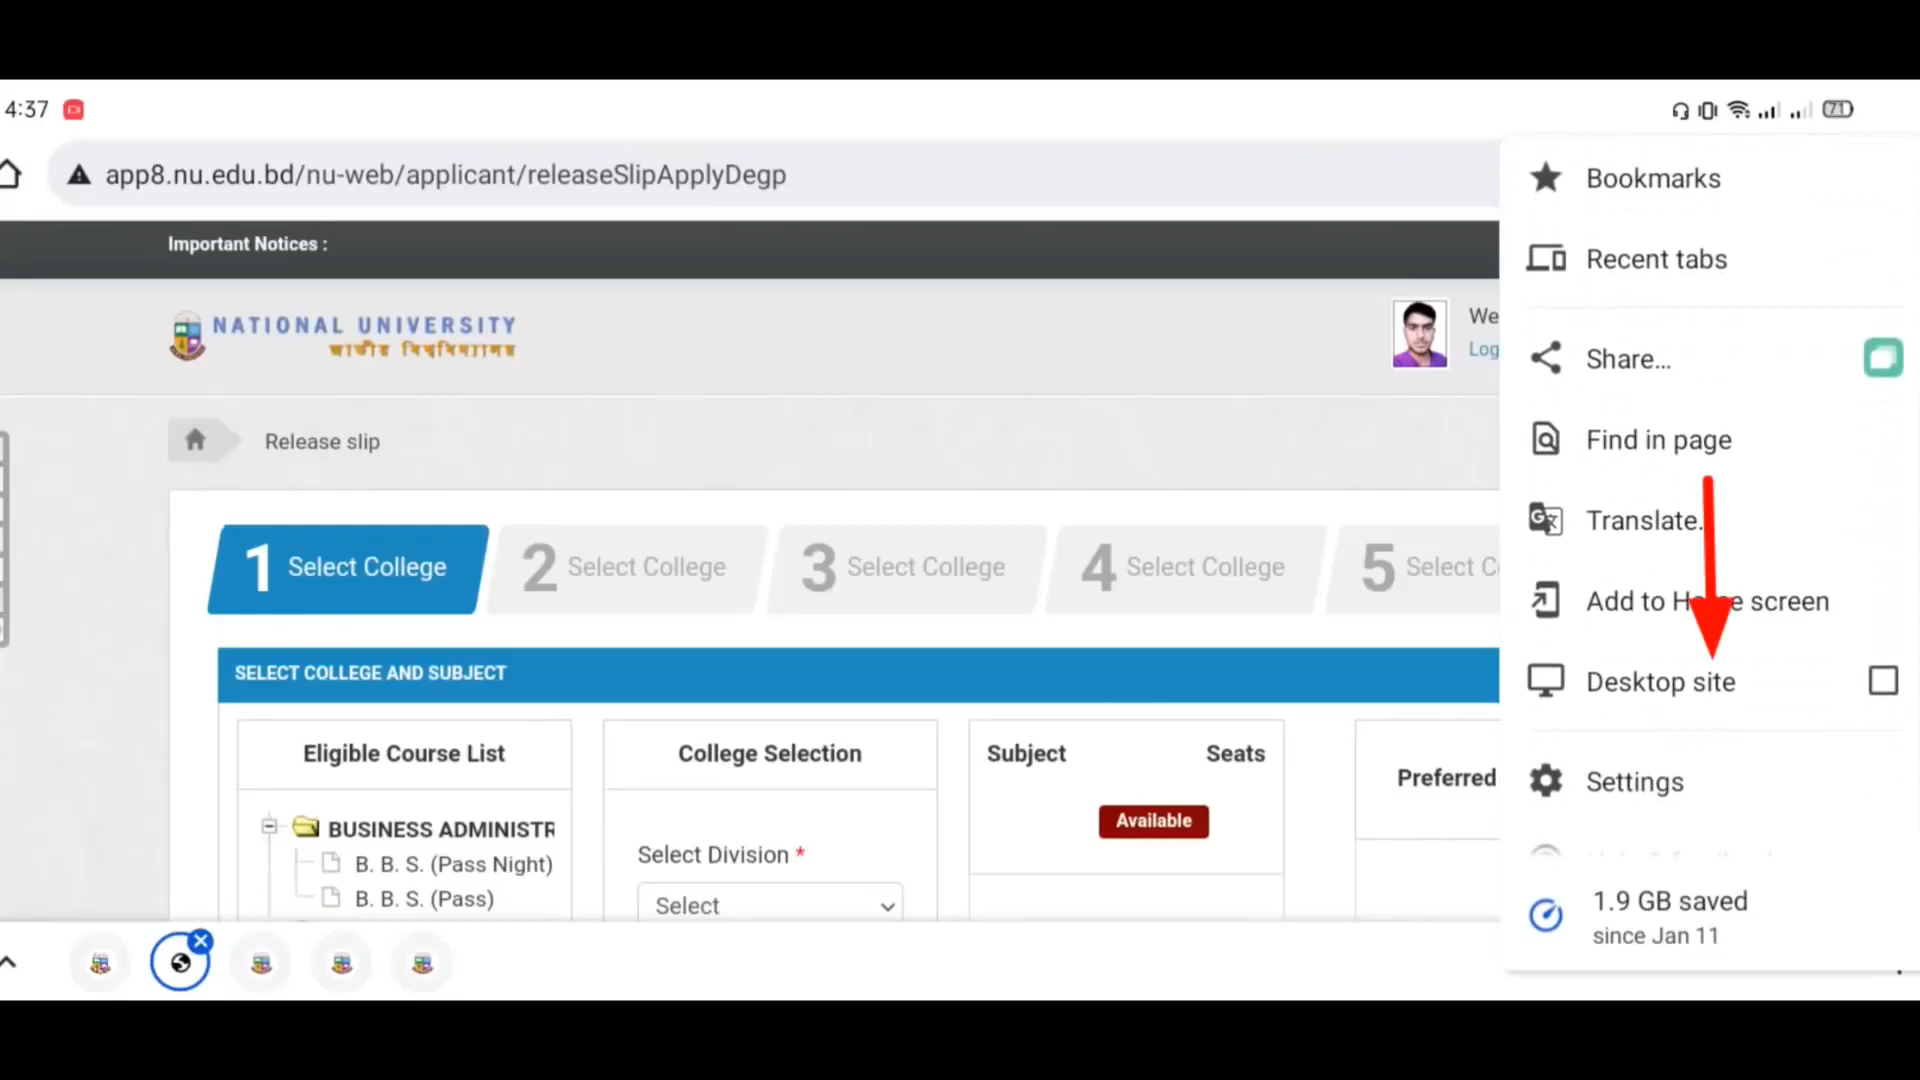 4:37
71
app8.nu.edu.bd/nu-web/applicant/releaseSlipApplyDegp
Important Notices :
NATIONAL UNIVERSITY
জাতীয় বিশ্ববিদ্যালয়
We
Log
Release slip
1 Select College
2 Select College
3 Select College
4 Select College
5 Select C
SELECT COLLEGE AND SUBJECT
Eligible Course List
BUSINESS ADMINISTR
B. B. S. (Pass Night)
B. B. S. (Pass)
College Selection
Select Division *
Select
Subject Seats
Available
Preferred
Bookmarks
Recent tabs
Share...
Find in page
Translate.
Add to Home screen
Desktop site
Settings
1.9 GB saved
since Jan 11